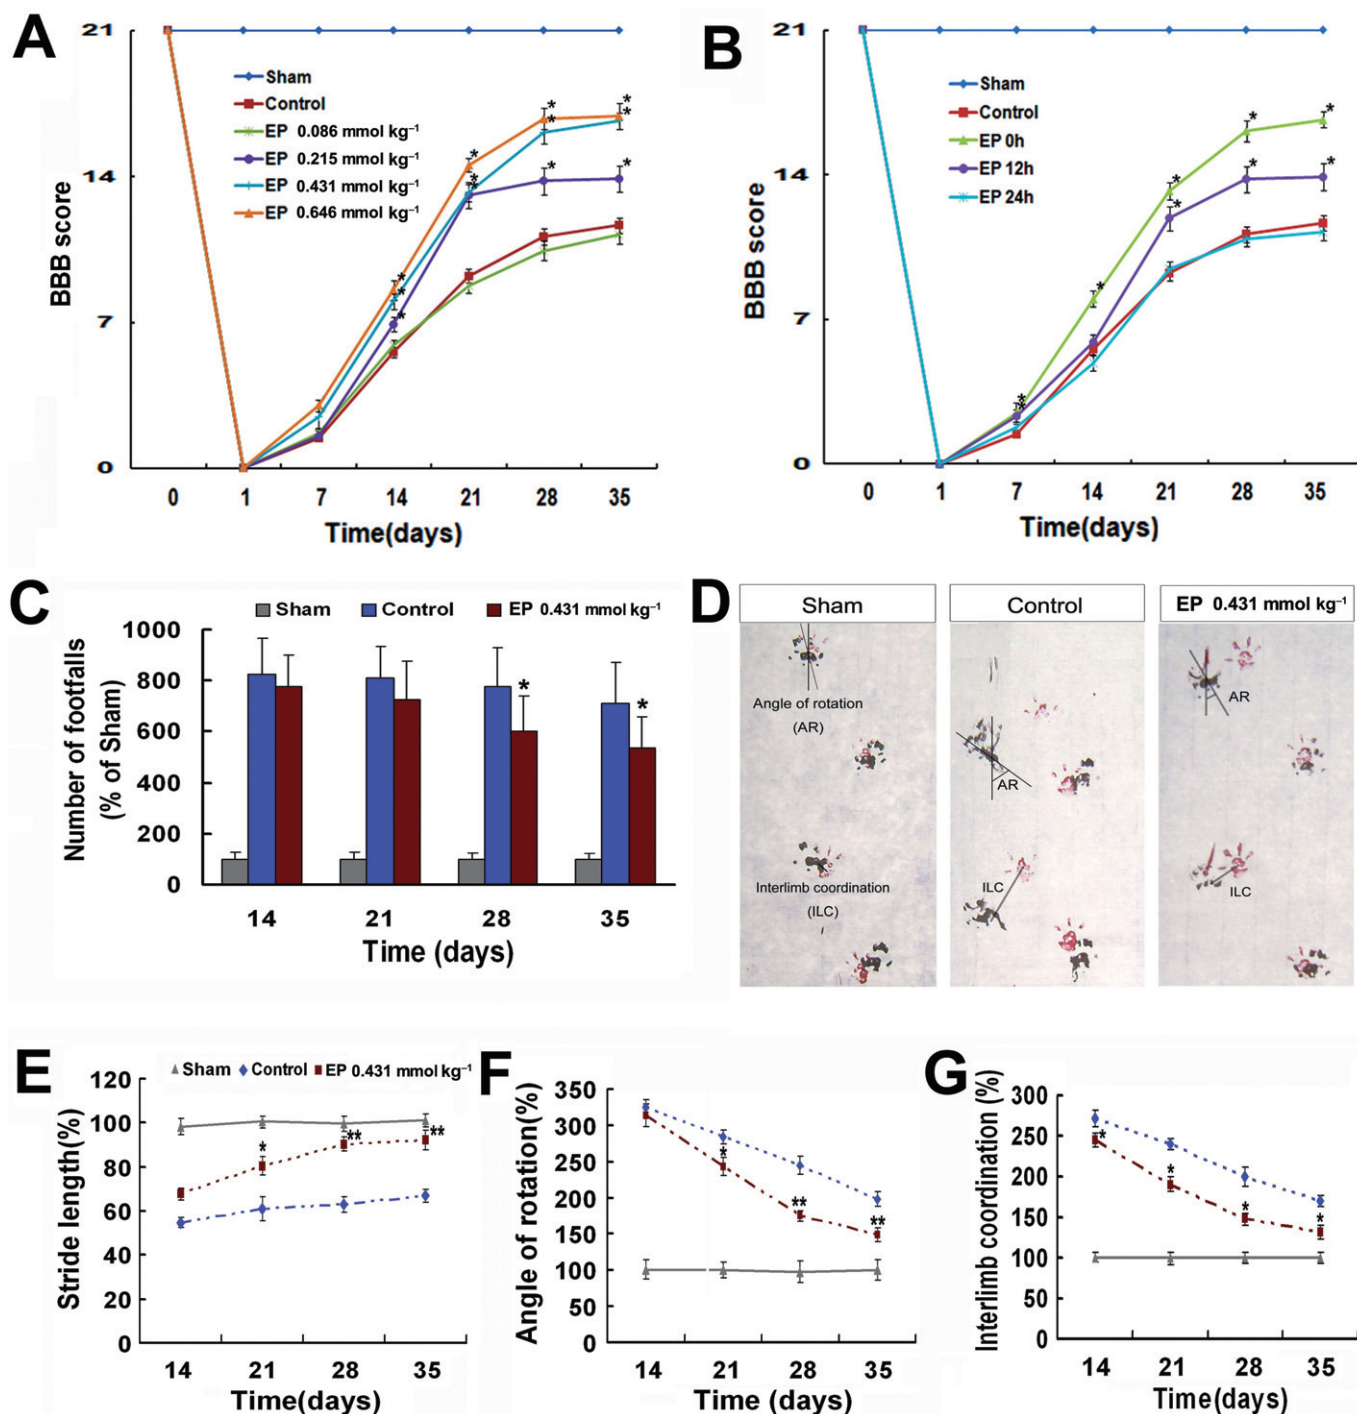 A
21
14
7
0
BBB score
Sham
Control
EP 0.086 mmol kg⁻¹
EP 0.215 mmol kg⁻¹
EP 0.431 mmol kg⁻¹
EP 0.646 mmol kg⁻¹
* * * * * * * * * * *
0 1 7 14 21 28 35
Time(days)
B
21
14
7
0
BBB score
Sham
Control
EP 0h
EP 12h
EP 24h
* * * * * * * * *
0 1 7 14 21 28 35
Time(days)
C
Sham Control EP 0.431 mmol kg⁻¹
1000
800
600
400
200
0
Number of footfalls
(% of Sham)
* *
14 21 28 35
Time (days)
D
Sham Control EP 0.431 mmol kg⁻¹
Angle of rotation
(AR)
Interlimb coordination
(ILC)
AR
ILC
AR
ILC
E
Sham Control EP 0.431 mmol kg⁻¹
120
100
80
60
40
20
0
Stride length(%)
* ** **
14 21 28 35
Time(days)
F
350
300
250
200
150
100
50
0
Angle of rotation(%)
* ** **
14 21 28 35
Time(days)
G
300
250
200
150
100
50
0
Interlimb coordination (%)
* * * *
14 21 28 35
Time(days)